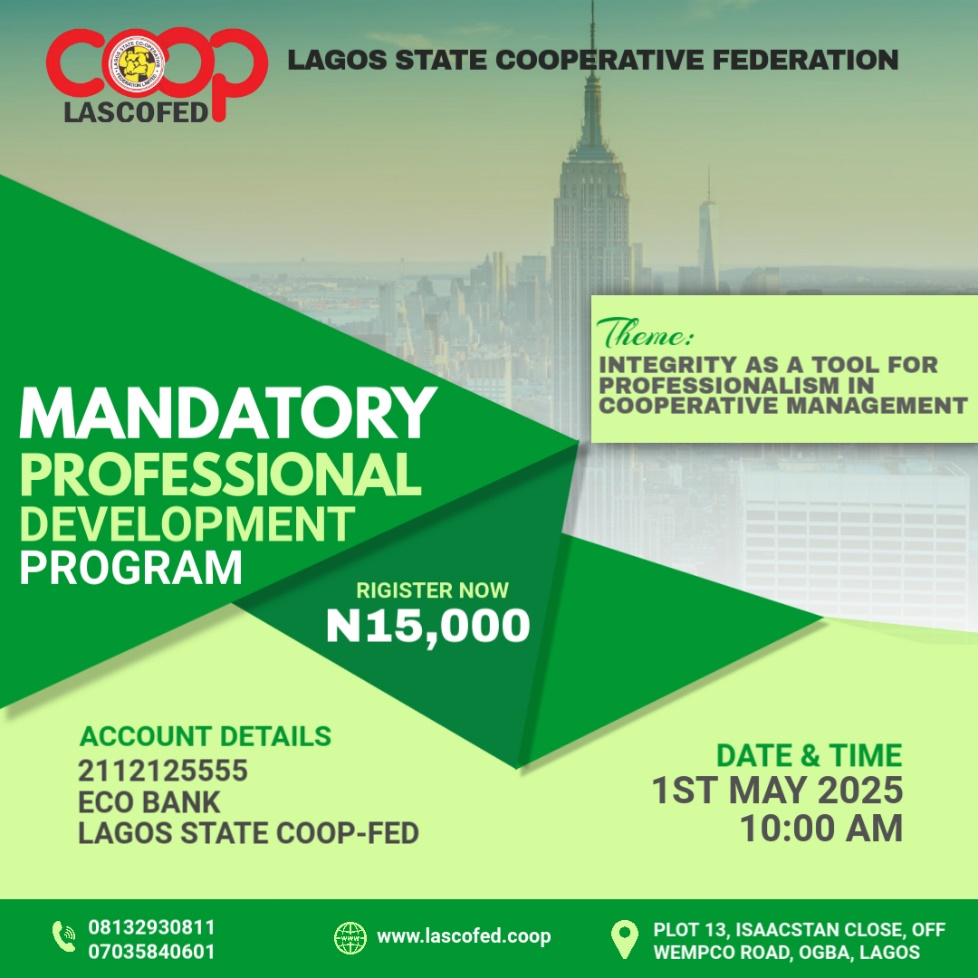 coop
LASCOFED
LAGOS STATE COOPERATIVE FEDERATION
Theme:
INTEGRITY AS A TOOL FOR
PROFESSIONALISM IN
COOPERATIVE MANAGEMENT
MANDATORY
PROFESSIONAL
DEVELOPMENT
PROGRAM
RIGISTER NOW
N15,000
ACCOUNT DETAILS
2112125555
ECO BANK
LAGOS STATE COOP-FED
DATE & TIME
1ST MAY 2025
10:00 AM
08132930811
07035840601
www.lascofed.coop
PLOT 13, ISAACSTAN CLOSE, OFF
WEMPCO ROAD, OGBA, LAGOS